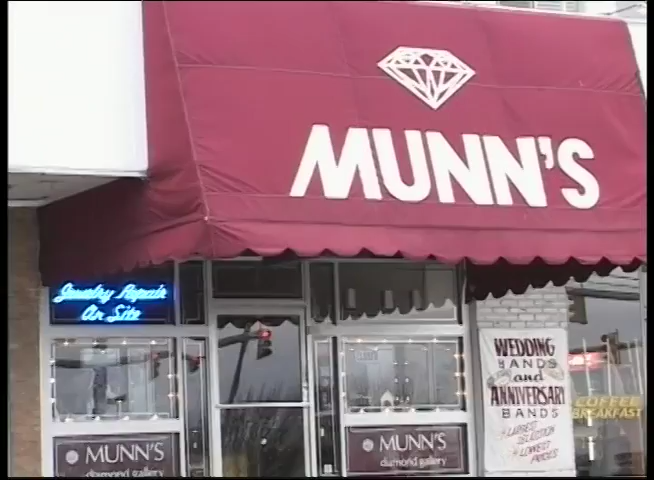 MUNN'S
Jewelry Repair
On Site
WEDDING
BANDS
and
ANNIVERSARY
BANDS
LARGEST
SELECTION
LOWEST
PRICES
COFFEE
BREAKFAST
MUNN'S
diamond gallery
MUNN'S
diamond gallery